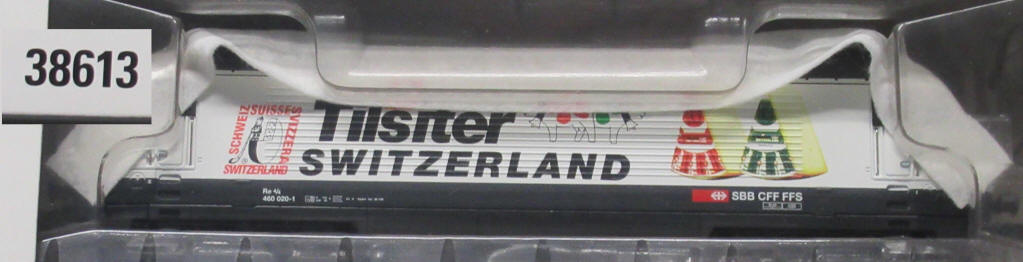 38613
SUISSE
SCHWEIZ
SVIZZERA
SWITZERLAND
Tilsiter
SWITZERLAND
Re 4/4
460 020-1
SBB CFF FFS